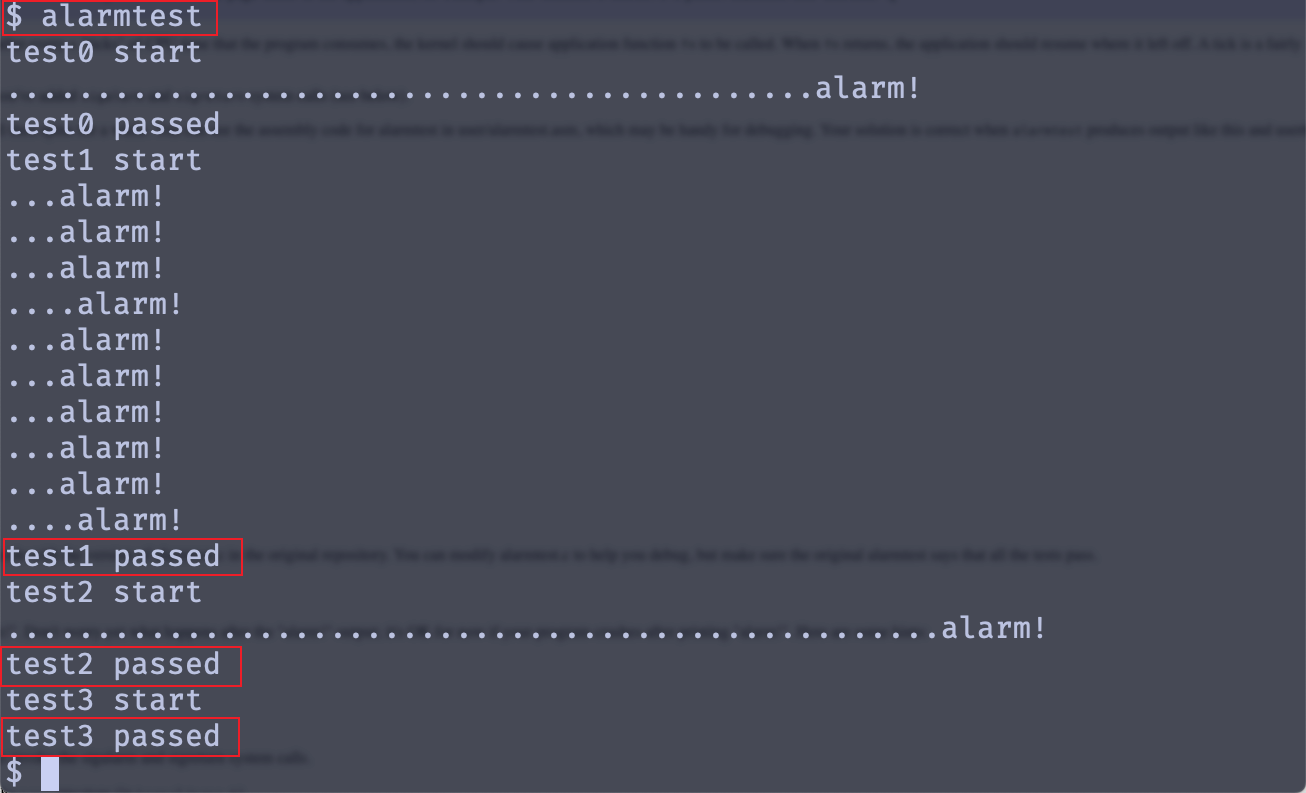 $ alarmtest
test0 start
.............................................alarm!
test0 passed
test1 start
...alarm!
...alarm!
...alarm!
....alarm!
...alarm!
...alarm!
...alarm!
...alarm!
...alarm!
....alarm!
test1 passed
test2 start
....................................................alarm!
test2 passed
test3 start
test3 passed
$